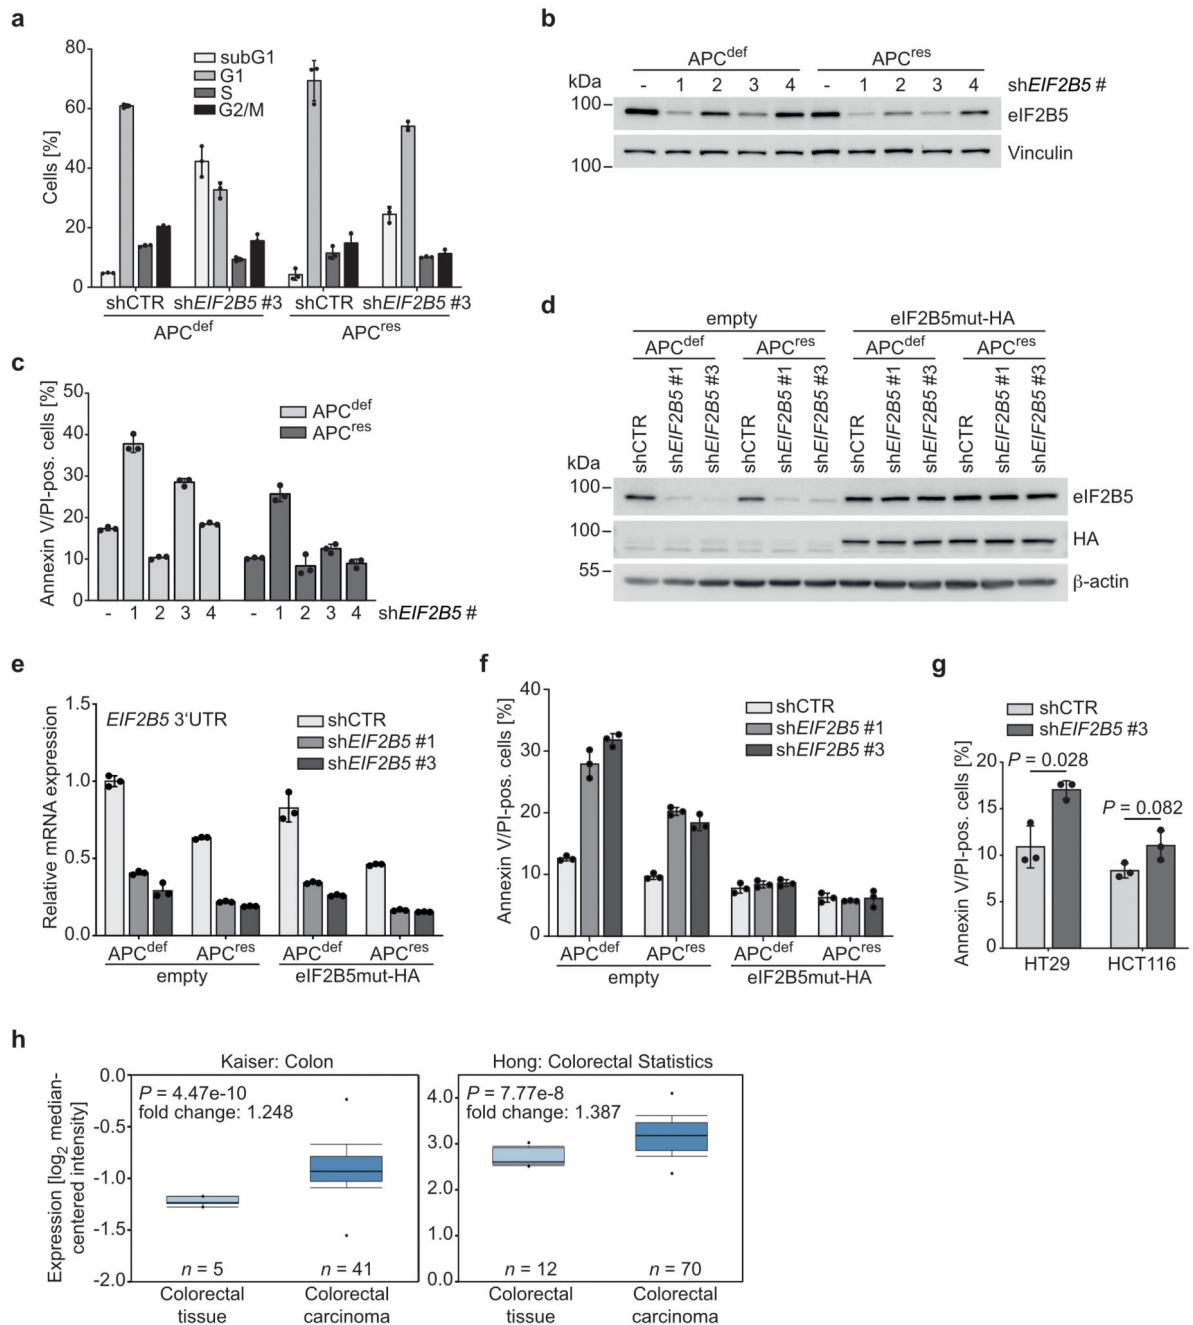 a
80
60
40
20
0
Cells [%]
subG1
G1
S
G2/M
shCTR shEIF2B5 #3 shCTR shEIF2B5 #3
APCdef APCres
b
APCdef APCres
kDa - 1 2 3 4 - 1 2 3 4 shEIF2B5 #
100 eIF2B5
Vinculin
100
c
50
40
30
20
10
0
Annexin V/PI-pos. cells [%]
APCdef
APCres
- 1 2 3 4 - 1 2 3 4 shEIF2B5 #
d
empty eIF2B5mut-HA
APCdef APCres APCdef APCres
shCTR shEIF2B5 #1 shEIF2B5 #3 shCTR shEIF2B5 #1 shEIF2B5 #3 shCTR shEIF2B5 #1 shEIF2B5 #3 shCTR shEIF2B5 #1 shEIF2B5 #3
kDa
100 eIF2B5
100 HA
55
β-actin
e
1.5
1.0
0.5
0.0
Relative mRNA expression
EIF2B5 3'UTR
shCTR
shEIF2B5 #1
shEIF2B5 #3
APCdef APCres APCdef APCres
empty eIF2B5mut-HA
f
40
30
20
10
0
Annexin V/PI-pos. cells [%]
shCTR
shEIF2B5 #1
shEIF2B5 #3
APCdef APCres APCdef APCres
empty eIF2B5mut-HA
g
shCTR
shEIF2B5 #3
20
15
10
5
0
Annexin V/PI-pos. cells [%]
P = 0.028
P = 0.082
HT29 HCT116
h
Kaiser: Colon
0.0
-0.5
-1.0
-1.5
-2.0
Expression [log2 median-
centered intensity]
P = 4.47e-10
fold change: 1.248
n = 5 n = 41
Colorectal Colorectal
tissue carcinoma
Hong: Colorectal Statistics
4.0
3.0
2.0
1.0
0.0
P = 7.77e-8
fold change: 1.387
n = 12 n = 70
Colorectal Colorectal
tissue carcinoma